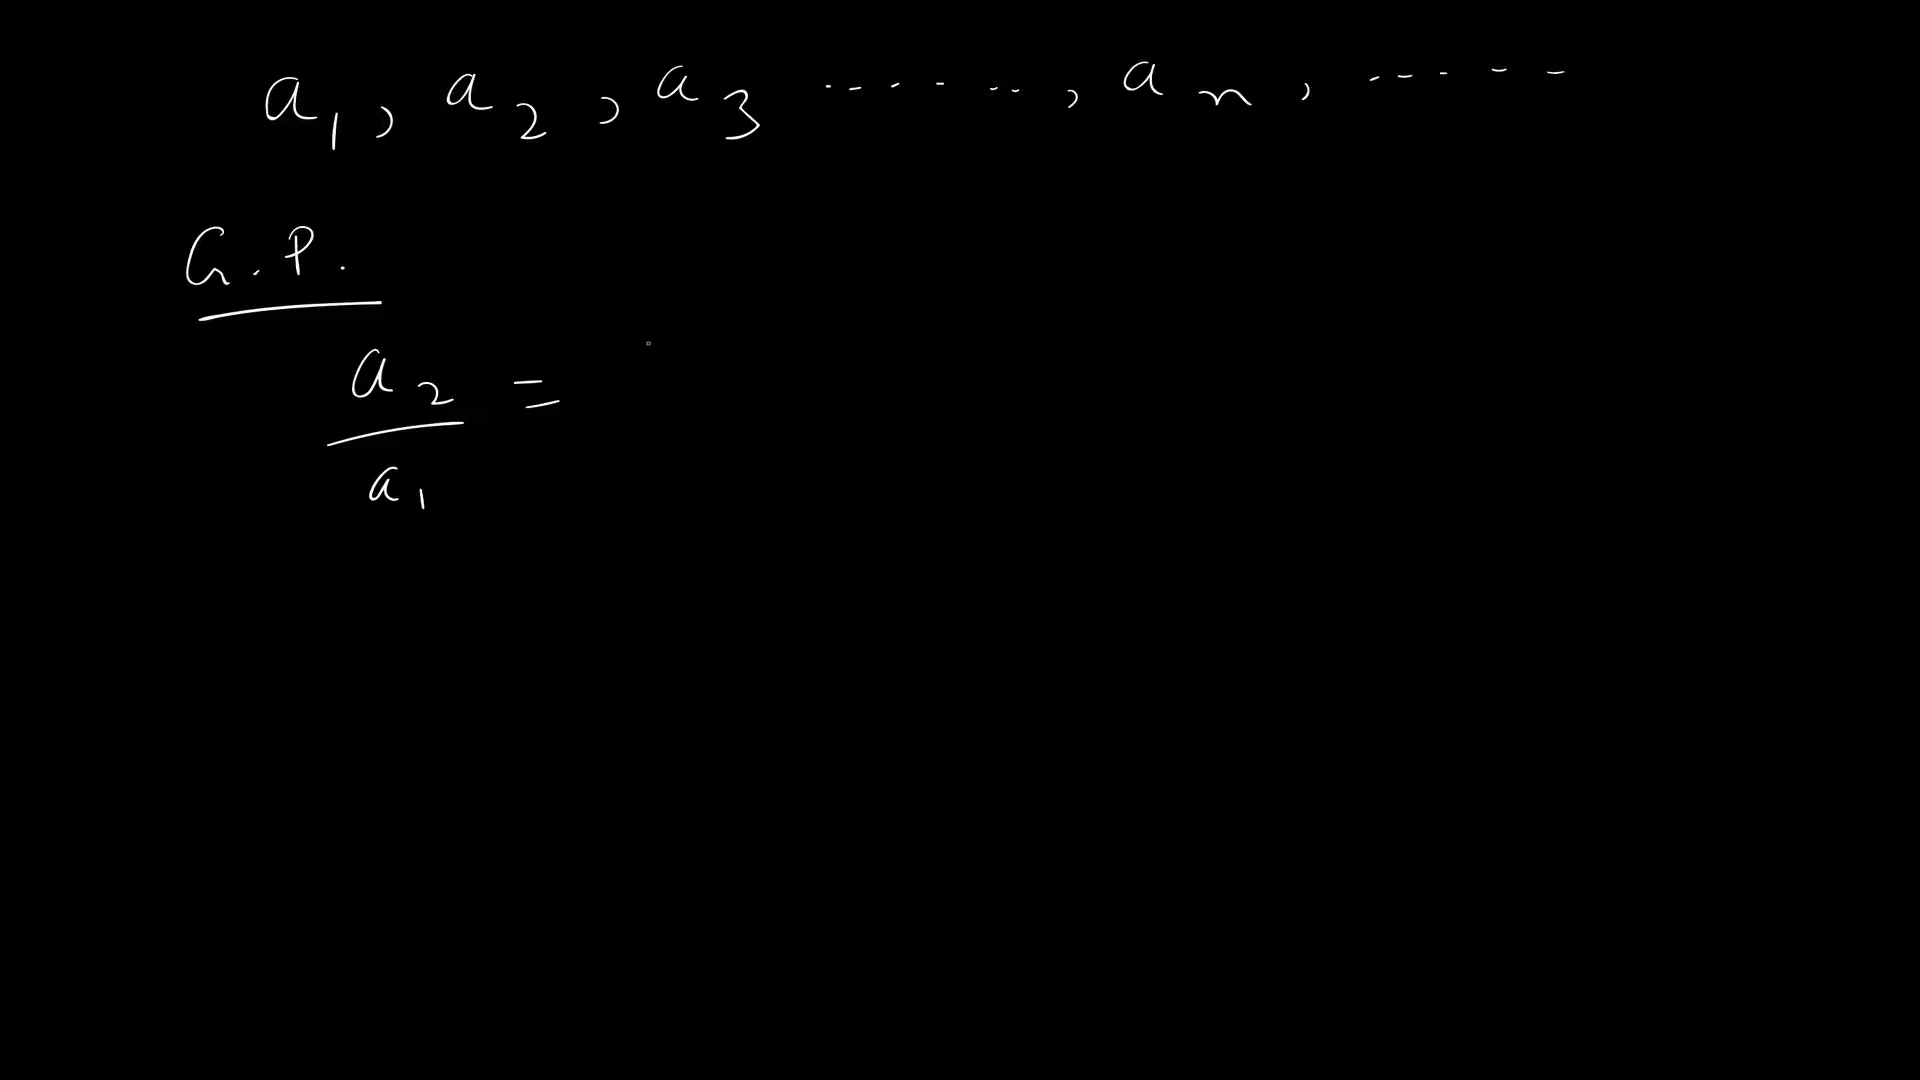 a₁, a₂, a₃ ........, aₙ, .....
G.P.
a₂ =
a₁